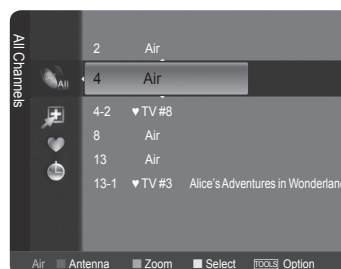 All Channels
2 Air
All 4 Air
4-2 ♥ TV #8
8 Air
13 Air
13-1 ♥ TV #3 Alice's Adventures in Wonderlan
Air Antenna Zoom Select TOOLS Option